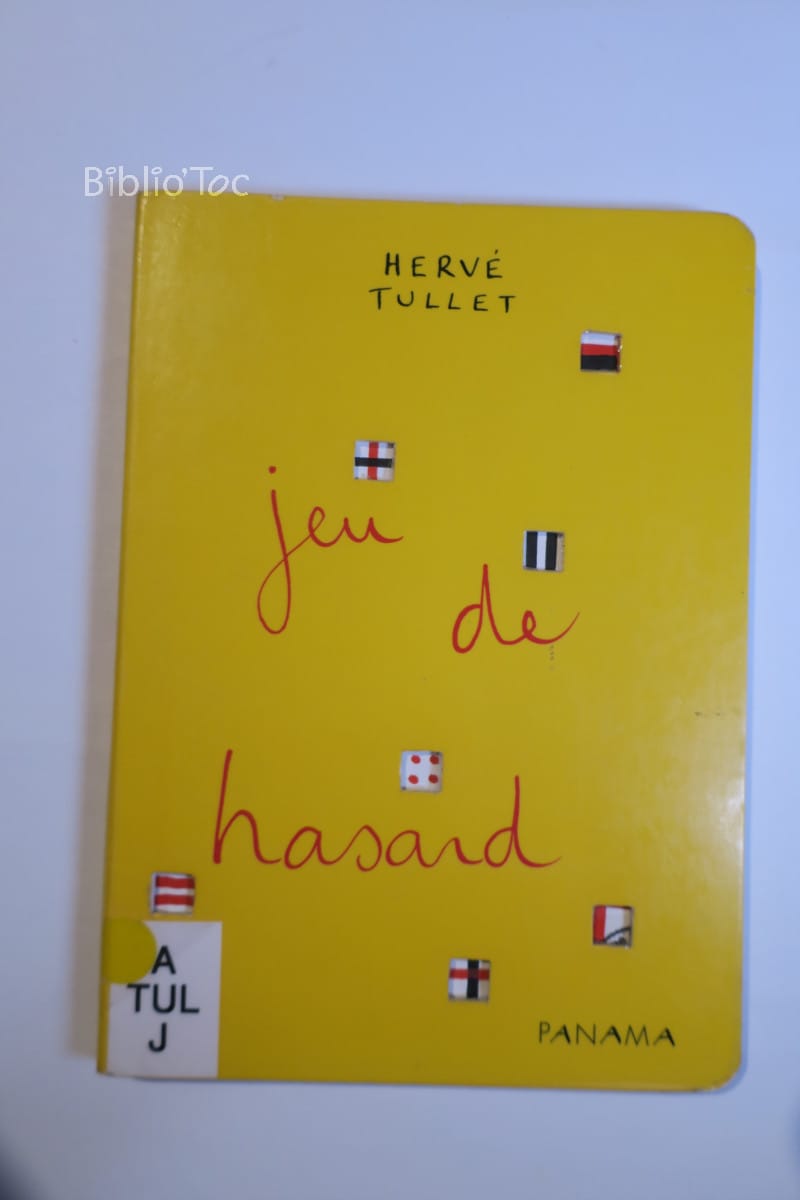 Biblio'Toc
HERVÉ
TULLET
jeu
de
hasard
A
TUL
J
PANAMA